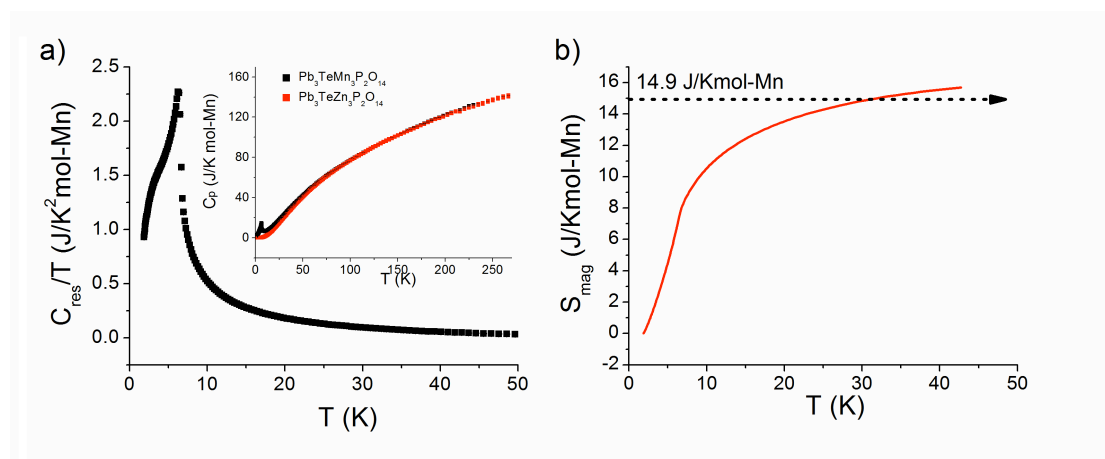 a)
C_res/T (J/K²mol-Mn)
2.5
2.0
1.5
1.0
0.5
0.0
0 10 20 30 40 50
T (K)
C_p (J/K mol-Mn)
160
120
80
40
0
0 50 100 150 200 250
T (K)
Pb₃TeMn₃P₂O₁₄
Pb₃TeZn₃P₂O₁₄
b)
S_mag (J/Kmol-Mn)
16
14
12
10
8
6
4
2
0
-2
0 10 20 30 40 50
T (K)
14.9 J/Kmol-Mn